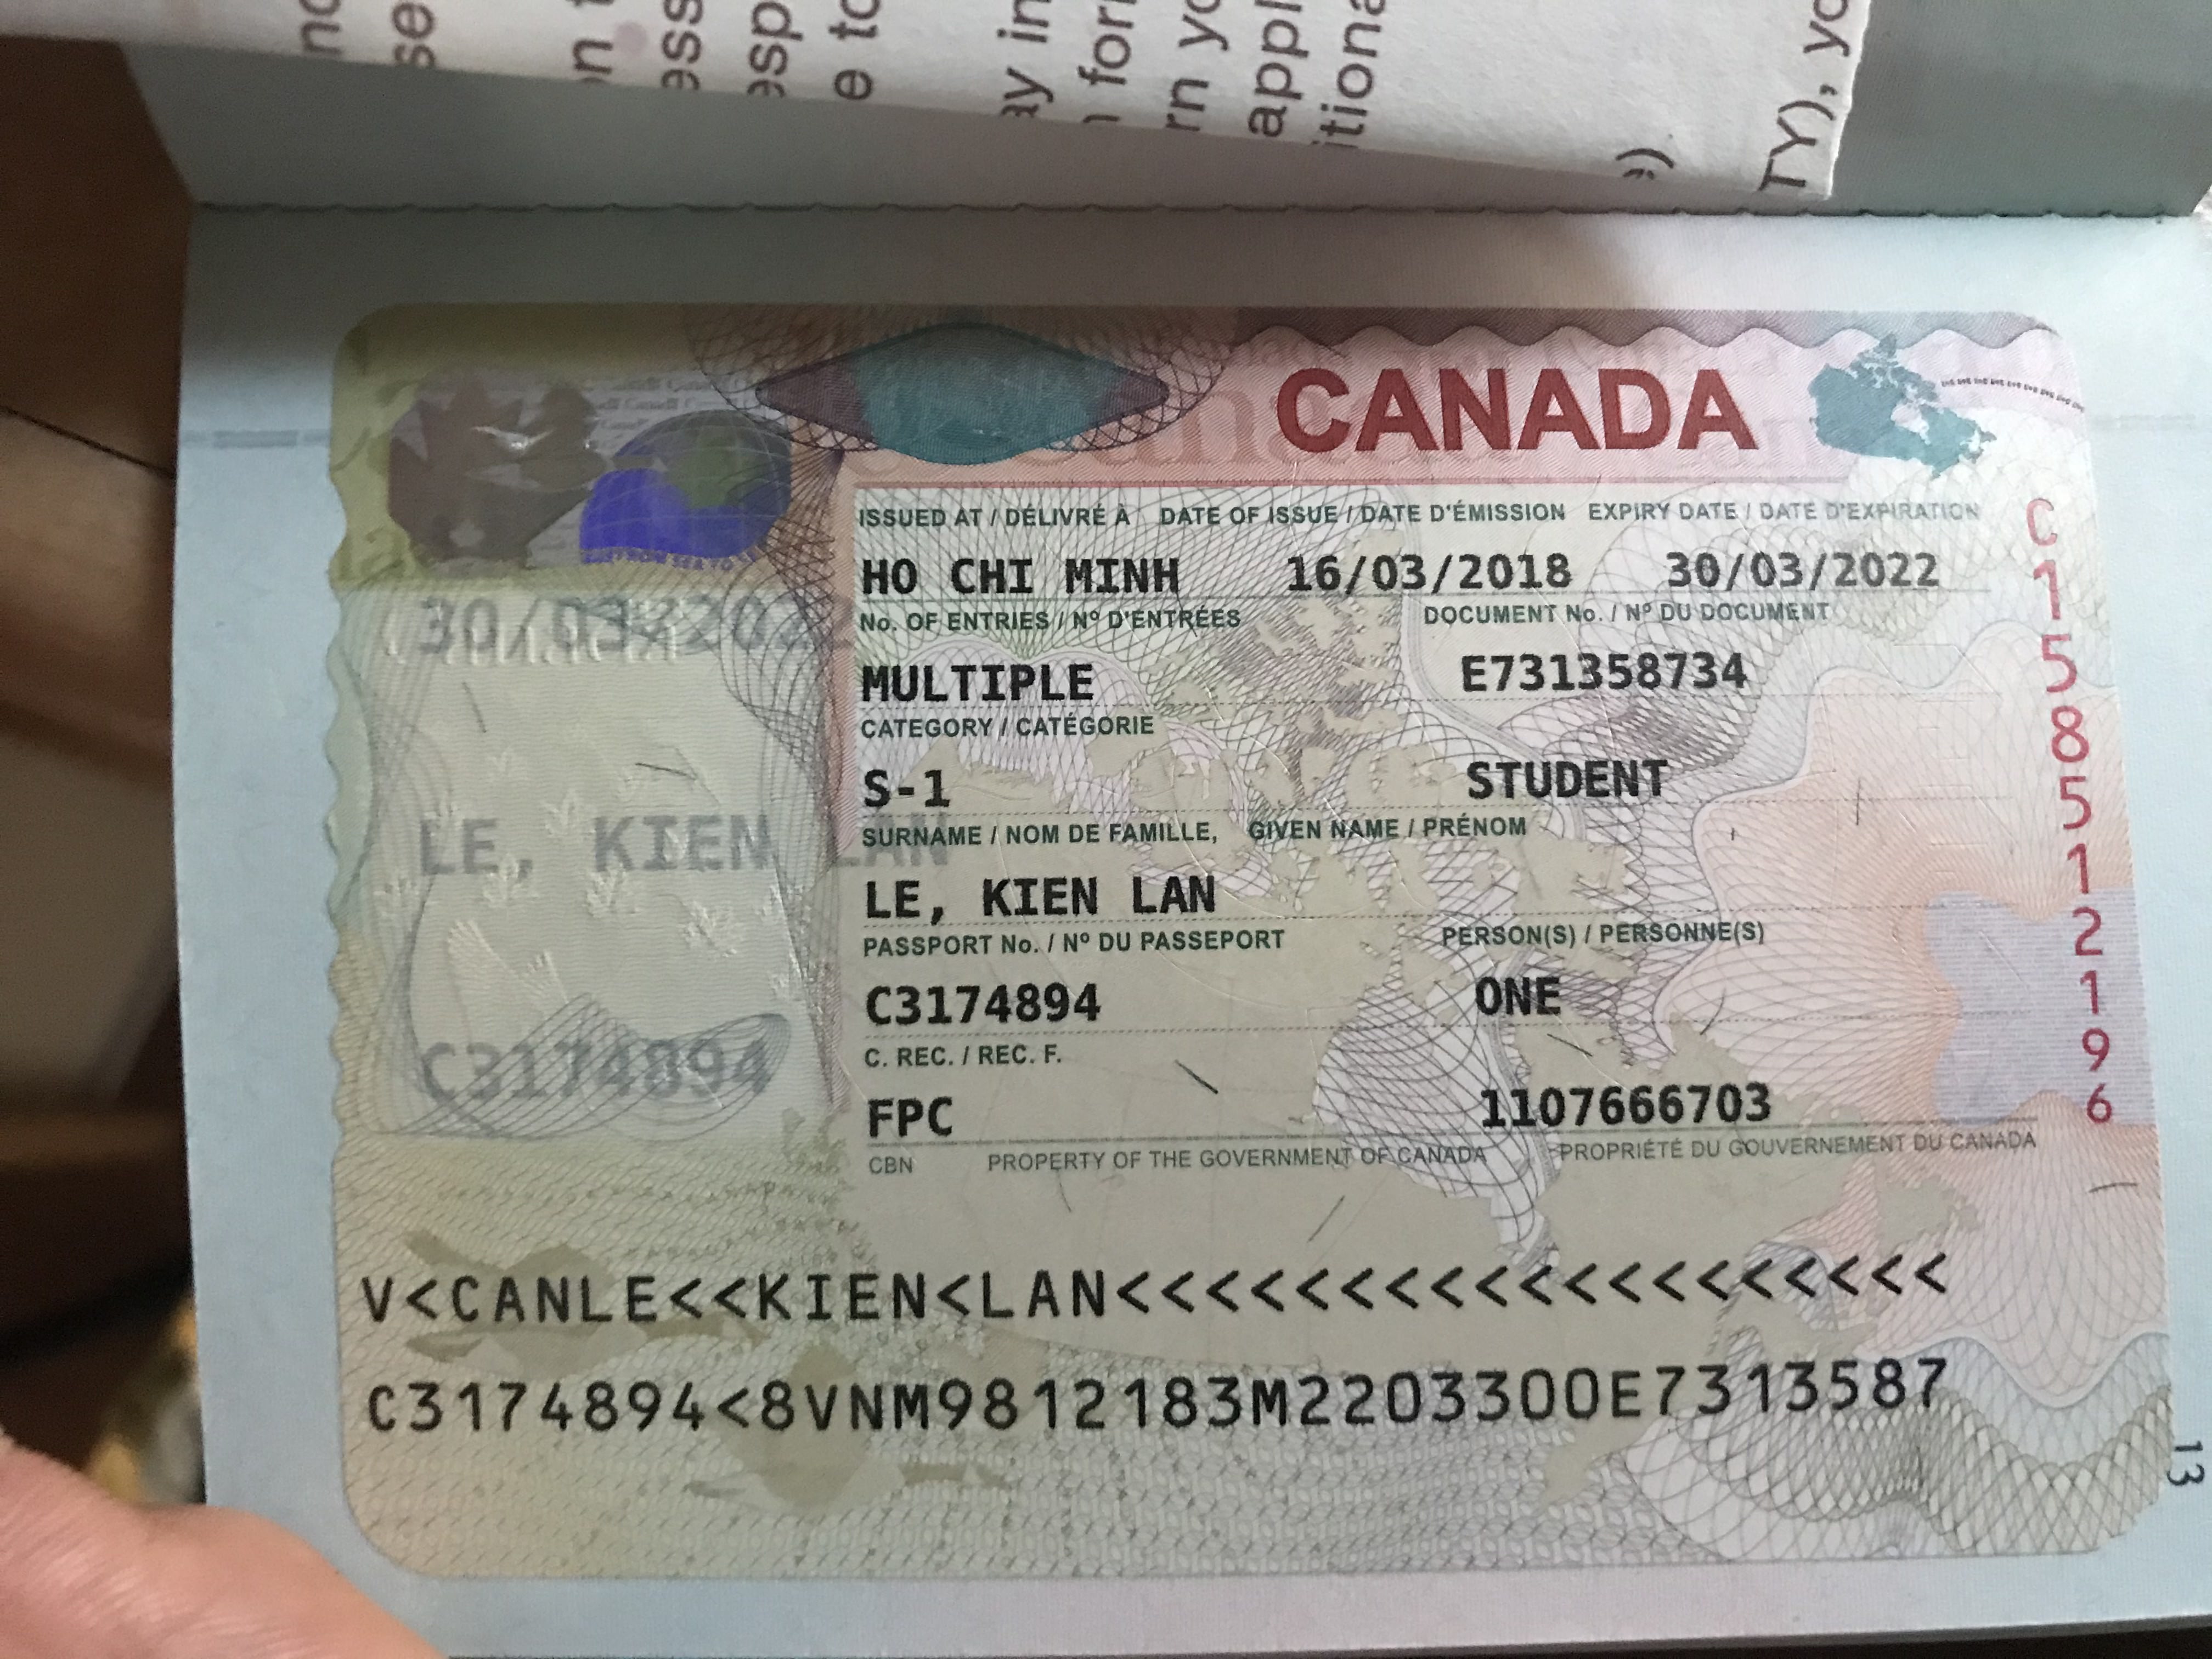 CANADA
ISSUED AT / DÉLIVRÉ À DATE OF ISSUE / DATE D'ÉMISSION EXPIRY DATE / DATE D'EXPIRATION
HO CHI MINH 16/03/2018 30/03/2022
No. OF ENTRIES / Nº D'ENTRÉES DOCUMENT No. / Nº DU DOCUMENT
MULTIPLE E731358734
CATEGORY / CATÉGORIE
S-1 STUDENT
SURNAME / NOM DE FAMILLE, GIVEN NAME / PRÉNOM
LE, KIEN LAN
PASSPORT No. / Nº DU PASSEPORT PERSON(S) / PERSONNE(S)
C3174894 ONE
C. REC. / REC. F.
FPC 1107666703
CBN PROPERTY OF THE GOVERNMENT OF CANADA PROPRIÉTÉ DU GOUVERNEMENT DU CANADA
30/03/202
LE, KIEN
C3174894
C1585121196
V<CANLE<<KIEN<LAN<<<<<<<<<<<<<<<<<<<
C3174894<8VNM9812183M2203300E7313587
13
se
on
ess
esp
e to
ay in
form
rn yo
appl
itiona
TY), yo